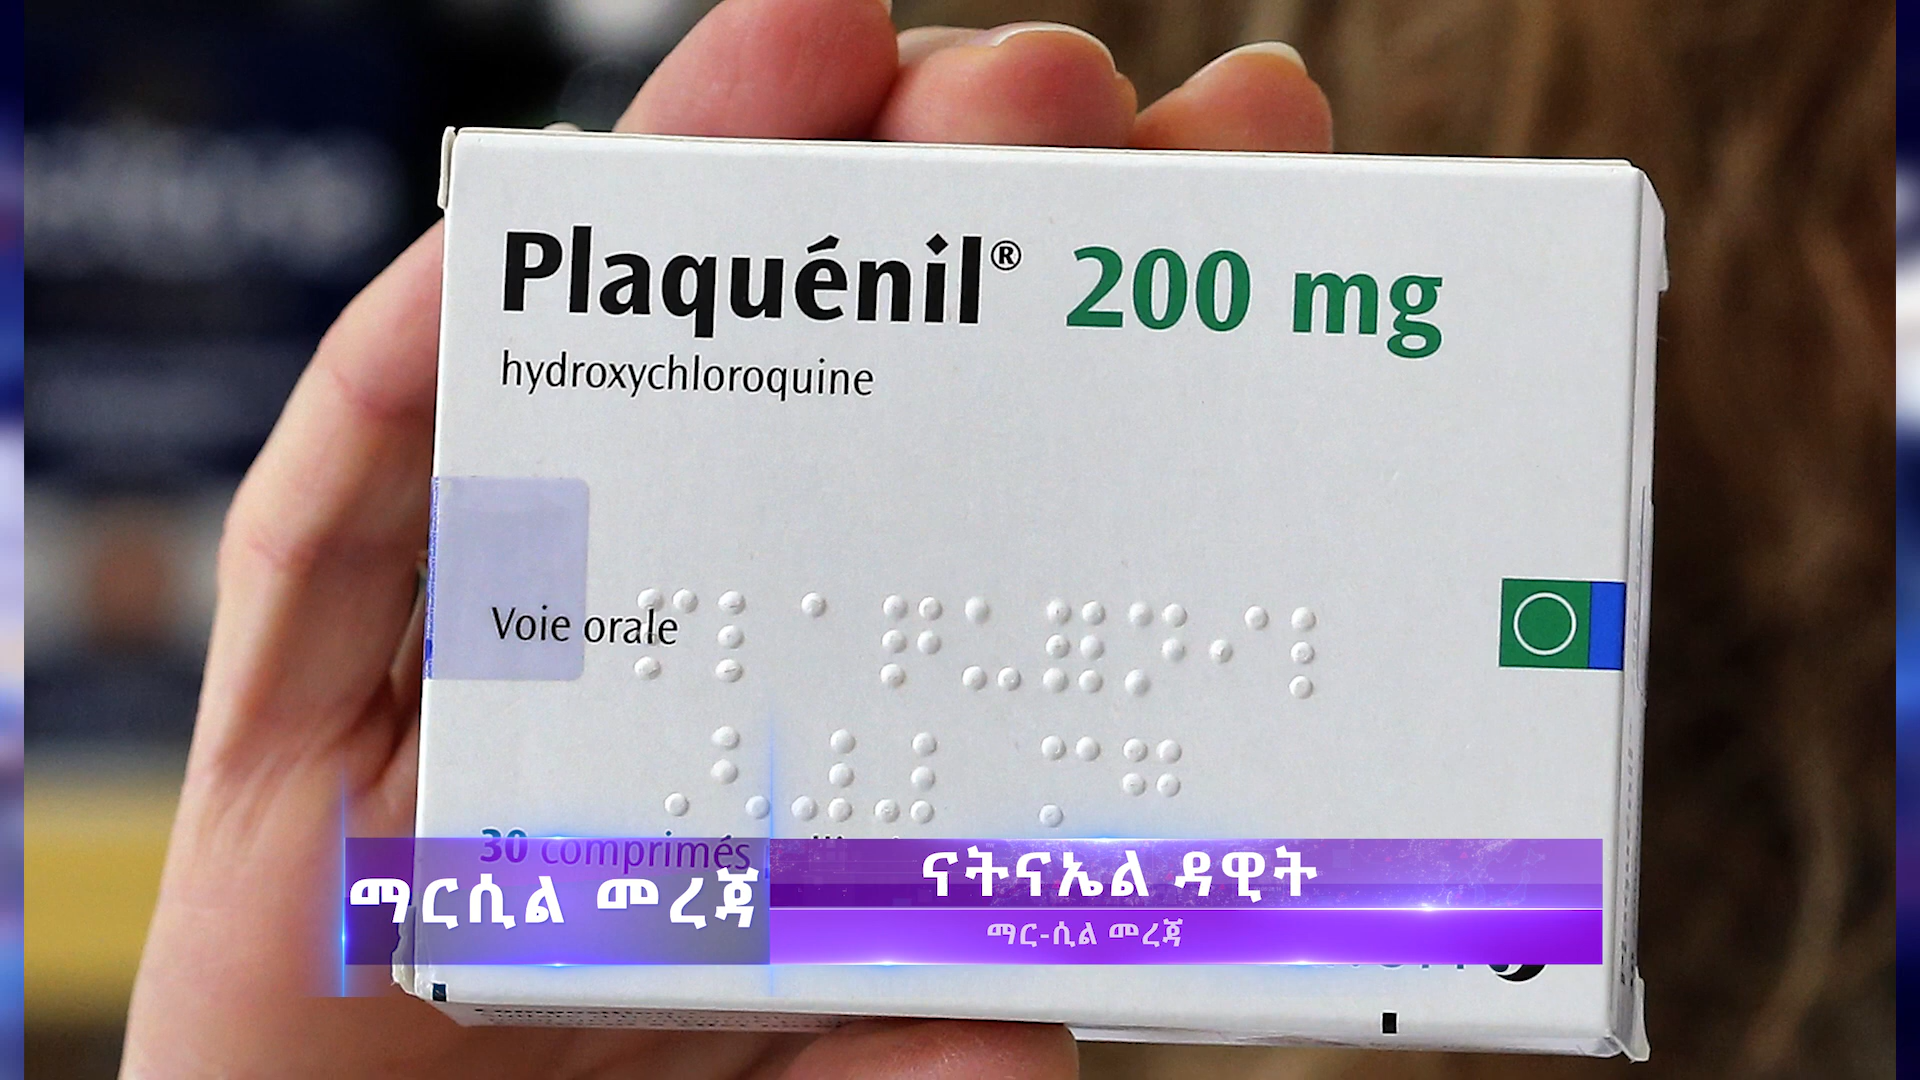 Plaquénil® 200 mg
hydroxychloroquine
Voie orale
30 comprimés
ማርሲል መረጃ
ናትናኤል ዳዊት
ማር-ሲል መረጃ